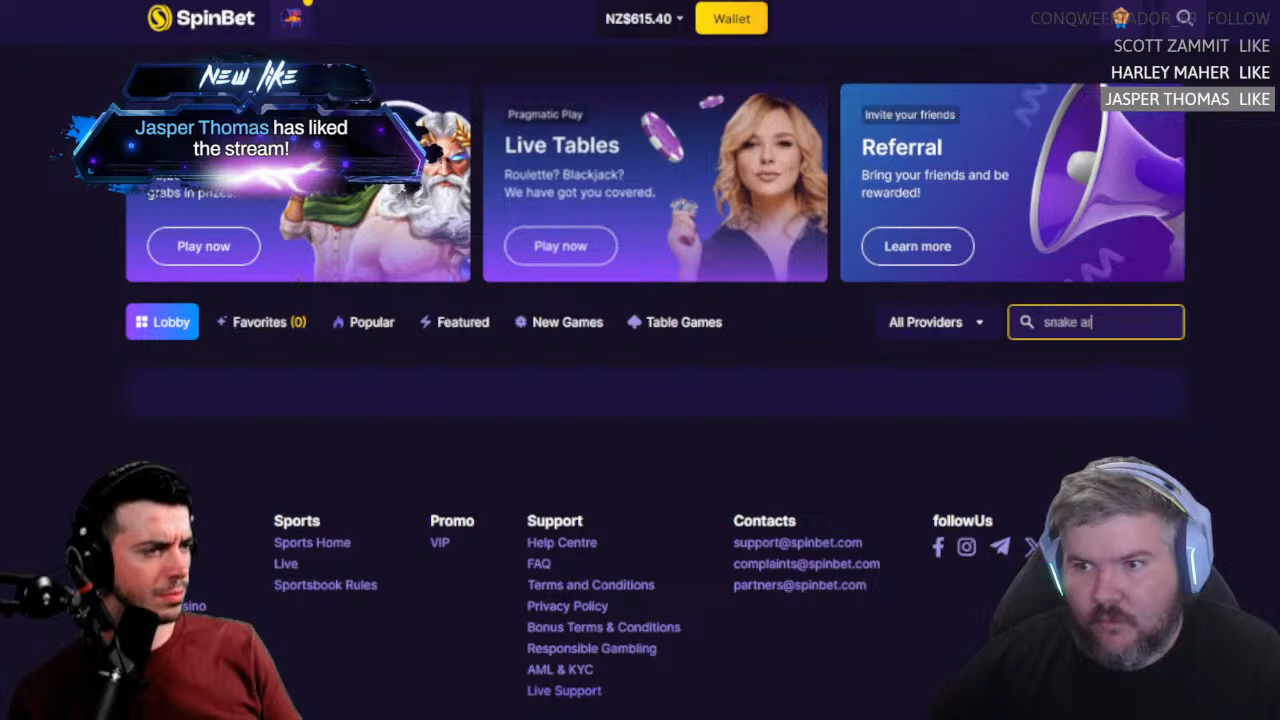 SpinBet
NZ$615.40
Wallet
CONQWEE ADOR_ FOLLOW
SCOTT ZAMMIT LIKE
HARLEY MAHER LIKE
JASPER THOMAS LIKE
New like
Jasper Thomas has liked
the stream!
grabs in prizes.
Play now
Pragmatic Play
Live Tables
Roulette? Blackjack?
We have got you covered.
Play now
Invite your friends
Referral
Bring your friends and be
rewarded!
Learn more
Lobby
Favorites (0)
Popular
Featured
New Games
Table Games
All Providers
snake ar
Sports
Sports Home
Live
Sportsbook Rules
Promo
VIP
Support
Help Centre
FAQ
Terms and Conditions
Privacy Policy
Bonus Terms & Conditions
Responsible Gambling
AML & KYC
Live Support
Contacts
support@spinbet.com
complaints@spinbet.com
partners@spinbet.com
followUs